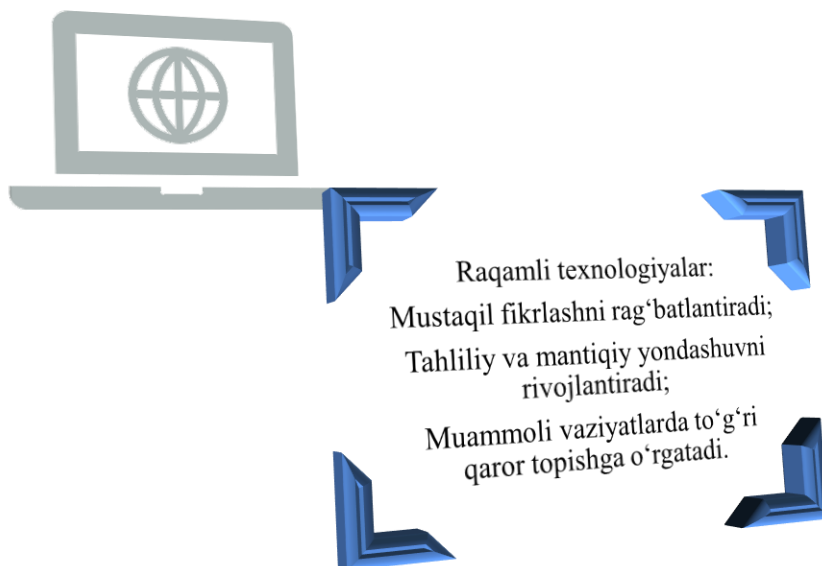 Raqamli texnologiyalar:
Mustaqil fikrlashni rag‘batlantiradi;
Tahliliy va mantiqiy yondashuvni
rivojlantiradi;
Muammoli vaziyatlarda to‘g‘ri
qaror topishga o‘rgatadi.